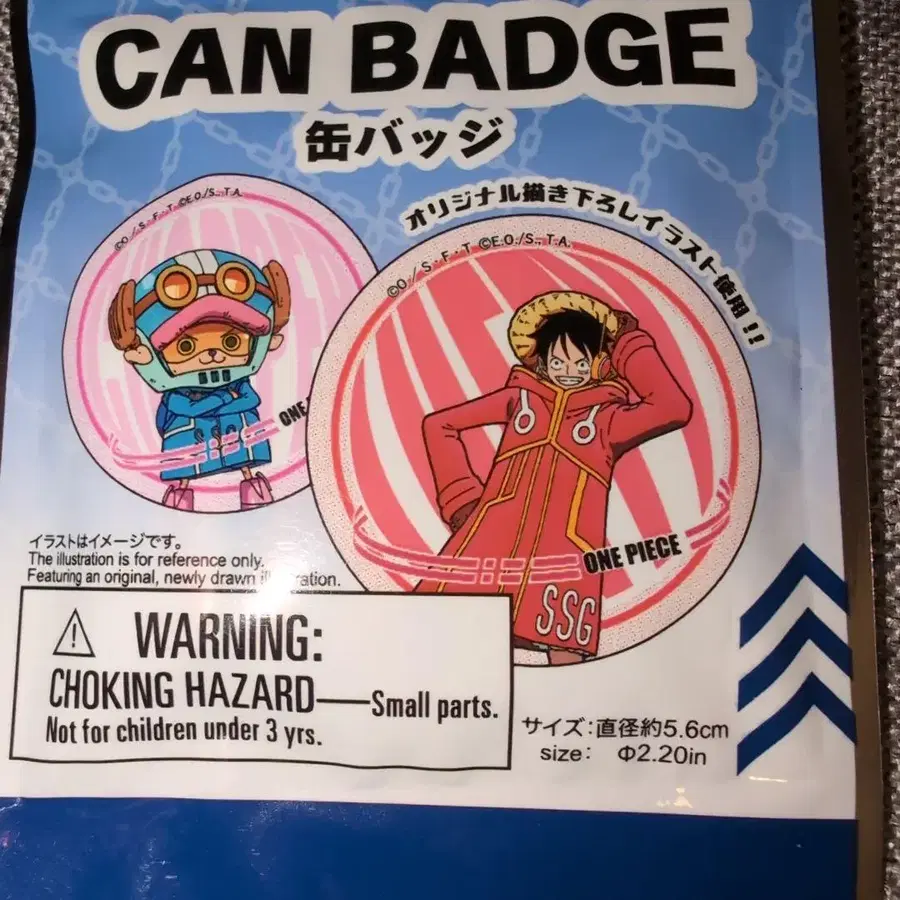 CAN BADGE
缶バッジ
オリジナル描き下ろしイラスト使用!!
©O/S・F・T ©E.O./S., T.A.
©O/S・F・T ©E.O./S., T.A.
ONE
ONE PIECE
SSG
イラストはイメージです。
The illustration is for reference only.
Featuring an original, newly drawn illustration.
WARNING:
CHOKING HAZARD—Small parts.
Not for children under 3 yrs.
サイズ:直径約5.6cm
size: Φ2.20in